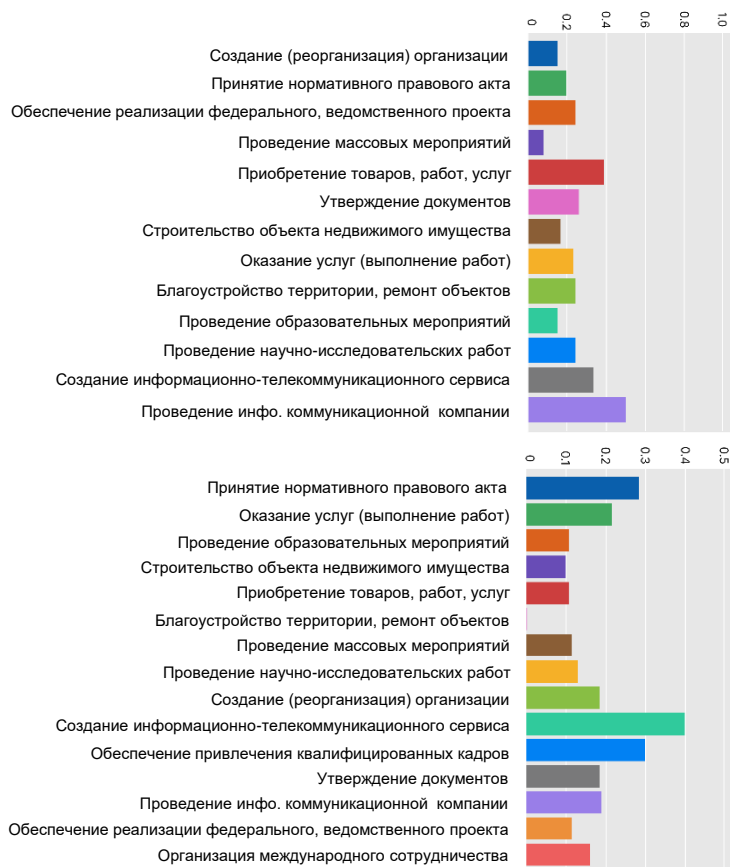 0 0.2 0.4 0.6 0.8 1.0
Создание (реорганизация) организации
Принятие нормативного правового акта
Обеспечение реализации федерального, ведомственного проекта
Проведение массовых мероприятий
Приобретение товаров, работ, услуг
Утверждение документов
Строительство объекта недвижимого имущества
Оказание услуг (выполнение работ)
Благоустройство территории, ремонт объектов
Проведение образовательных мероприятий
Проведение научно-исследовательских работ
Создание информационно-телекоммуникационного сервиса
Проведение инфо. коммуникационной компании
0 0.1 0.2 0.3 0.4 0.5
Принятие нормативного правового акта
Оказание услуг (выполнение работ)
Проведение образовательных мероприятий
Строительство объекта недвижимого имущества
Приобретение товаров, работ, услуг
Благоустройство территории, ремонт объектов
Проведение массовых мероприятий
Проведение научно-исследовательских работ
Создание (реорганизация) организации
Создание информационно-телекоммуникационного сервиса
Обеспечение привлечения квалифицированных кадров
Утверждение документов
Проведение инфо. коммуникационной компании
Обеспечение реализации федерального, ведомственного проекта
Организация международного сотрудничества